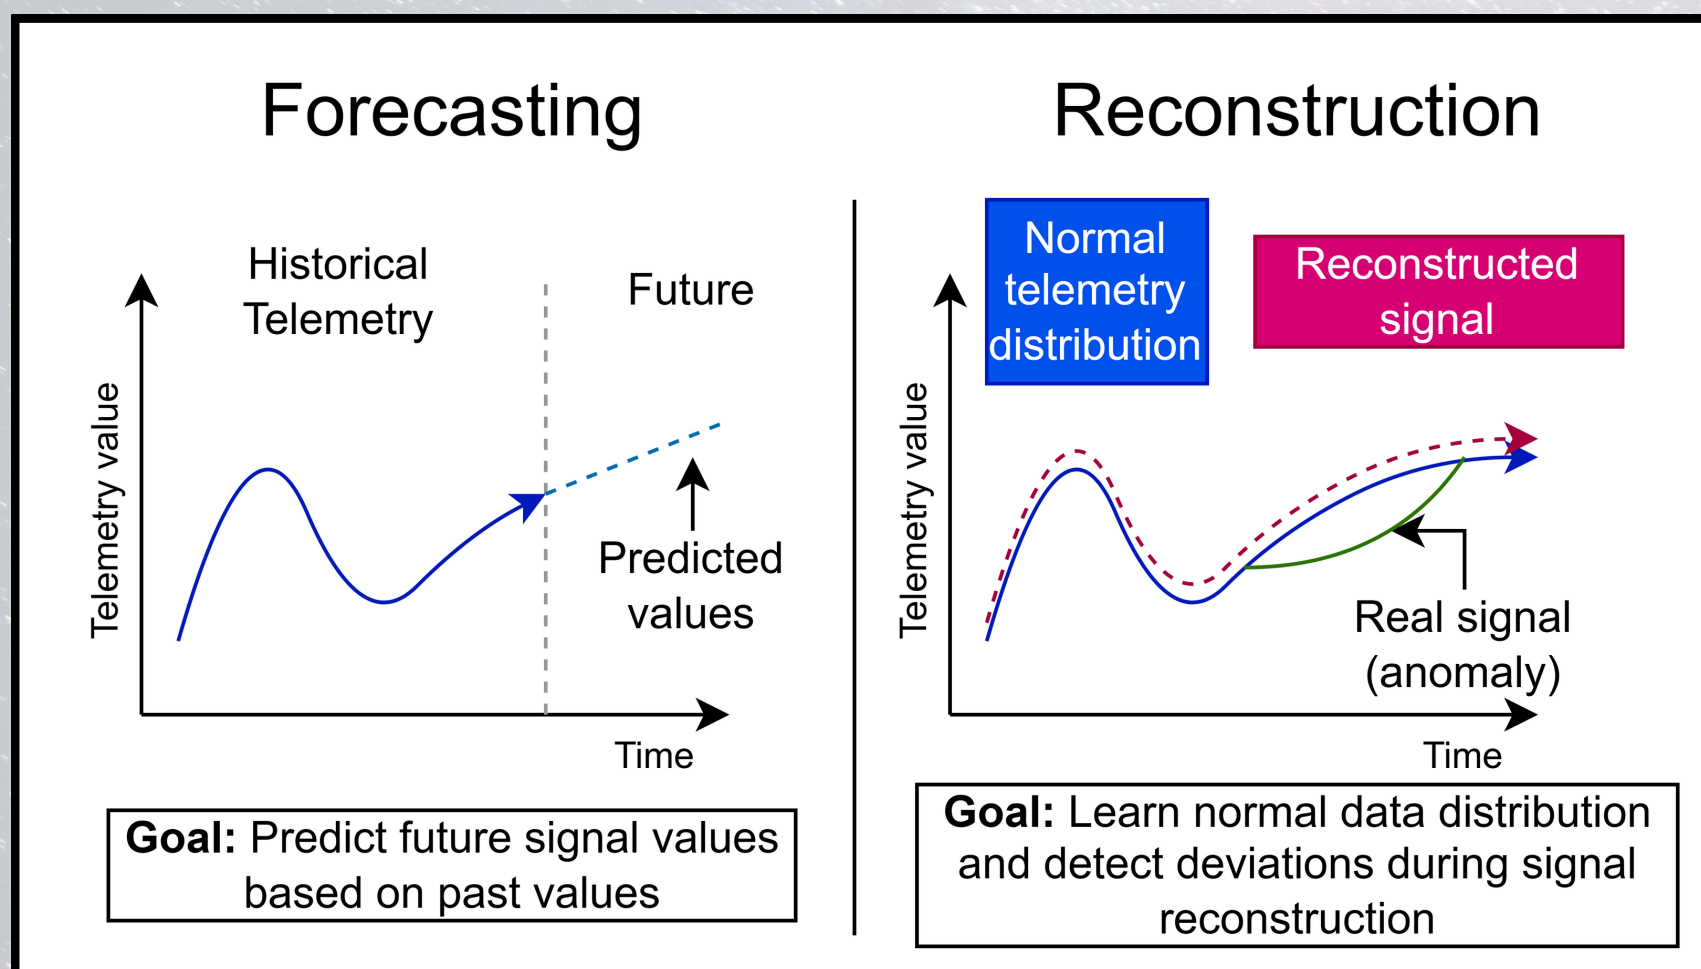 Forecasting
Historical
Telemetry
Future
Telemetry value
Predicted
values
Time
Goal: Predict future signal values
based on past values
Reconstruction
Normal
telemetry
distribution
Reconstructed
signal
Telemetry value
Real signal
(anomaly)
Time
Goal: Learn normal data distribution
and detect deviations during signal
reconstruction